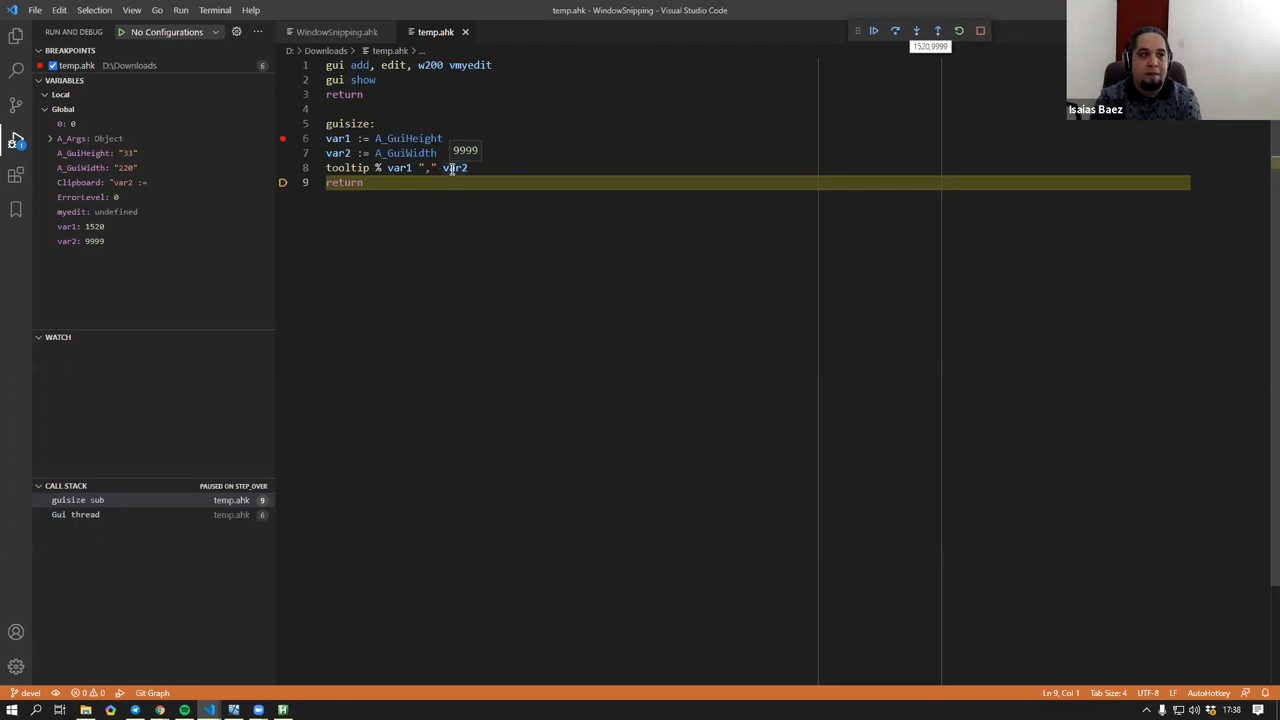 File Edit Selection View Go Run Terminal Help
temp.ahk - WindowSnipping - Visual Studio Code
RUN AND DEBUG No Configurations
WindowSnipping.ahk temp.ahk
1520,9999
BREAKPOINTS
temp.ahk D:\Downloads 6
VARIABLES
Local
Global
0: 0
A_Args: Object
A_GuiHeight: "33"
A_GuiWidth: "220"
Clipboard: "var2 :=
ErrorLevel: 0
myedit: undefined
var1: 1520
var2: 9999
WATCH
CALL STACK PAUSED ON STEP_OVER
guisize sub temp.ahk 9
Gui thread temp.ahk 6
D: > Downloads > temp.ahk > ...
1 gui add, edit, w200 vmyedit
2 gui show
3 return
4
5 guisize:
6 var1 := A_GuiHeight
7 var2 := A_GuiWidth
9999
8 tooltip % var1 "," var2
9 return
Isaias Baez
devel 0 0 Git Graph
Ln 9, Col 1 Tab Size: 4 UTF-8 LF AutoHotkey
17:38